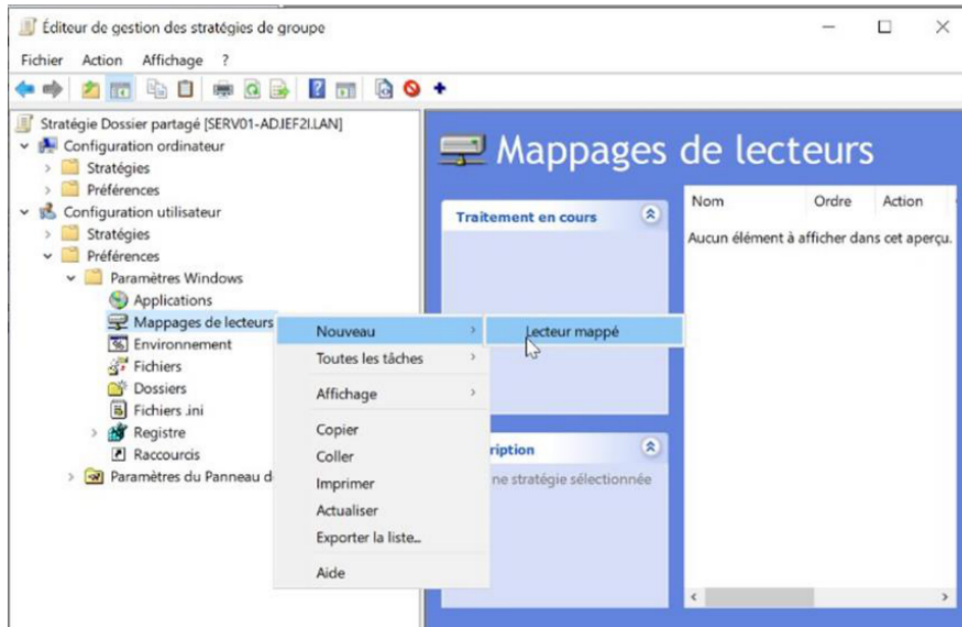 Éditeur de gestion des stratégies de groupe
Fichier Action Affichage ?
Stratégie Dossier partagé [SERV01-AD.IEF2I.LAN]
Configuration ordinateur
Stratégies
Préférences
Configuration utilisateur
Stratégies
Préférences
Paramètres Windows
Applications
Mappages de lecteurs
Environnement
Fichiers
Dossiers
Fichiers .ini
Registre
Raccourcis
Paramètres du Panneau d
Nouveau
Toutes les tâches
Affichage
Copier
Coller
Imprimer
Actualiser
Exporter la liste...
Aide
Lecteur mappé
Mappages de lecteurs
Traitement en cours
ription
ne stratégie sélectionnée
Nom Ordre Action
Aucun élément à afficher dans cet aperçu.